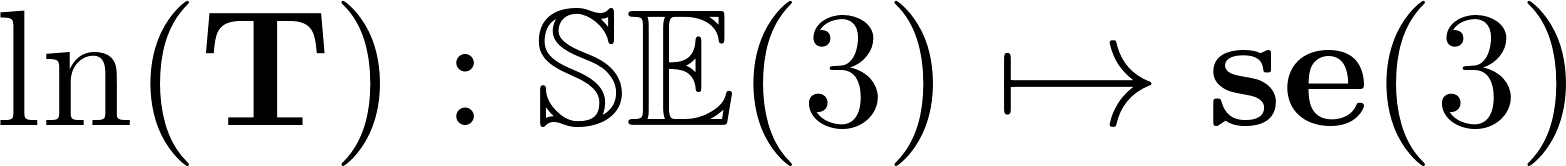 ln(𝐓) : 𝕊𝔼(3) ↦ 𝐬𝐞(3)